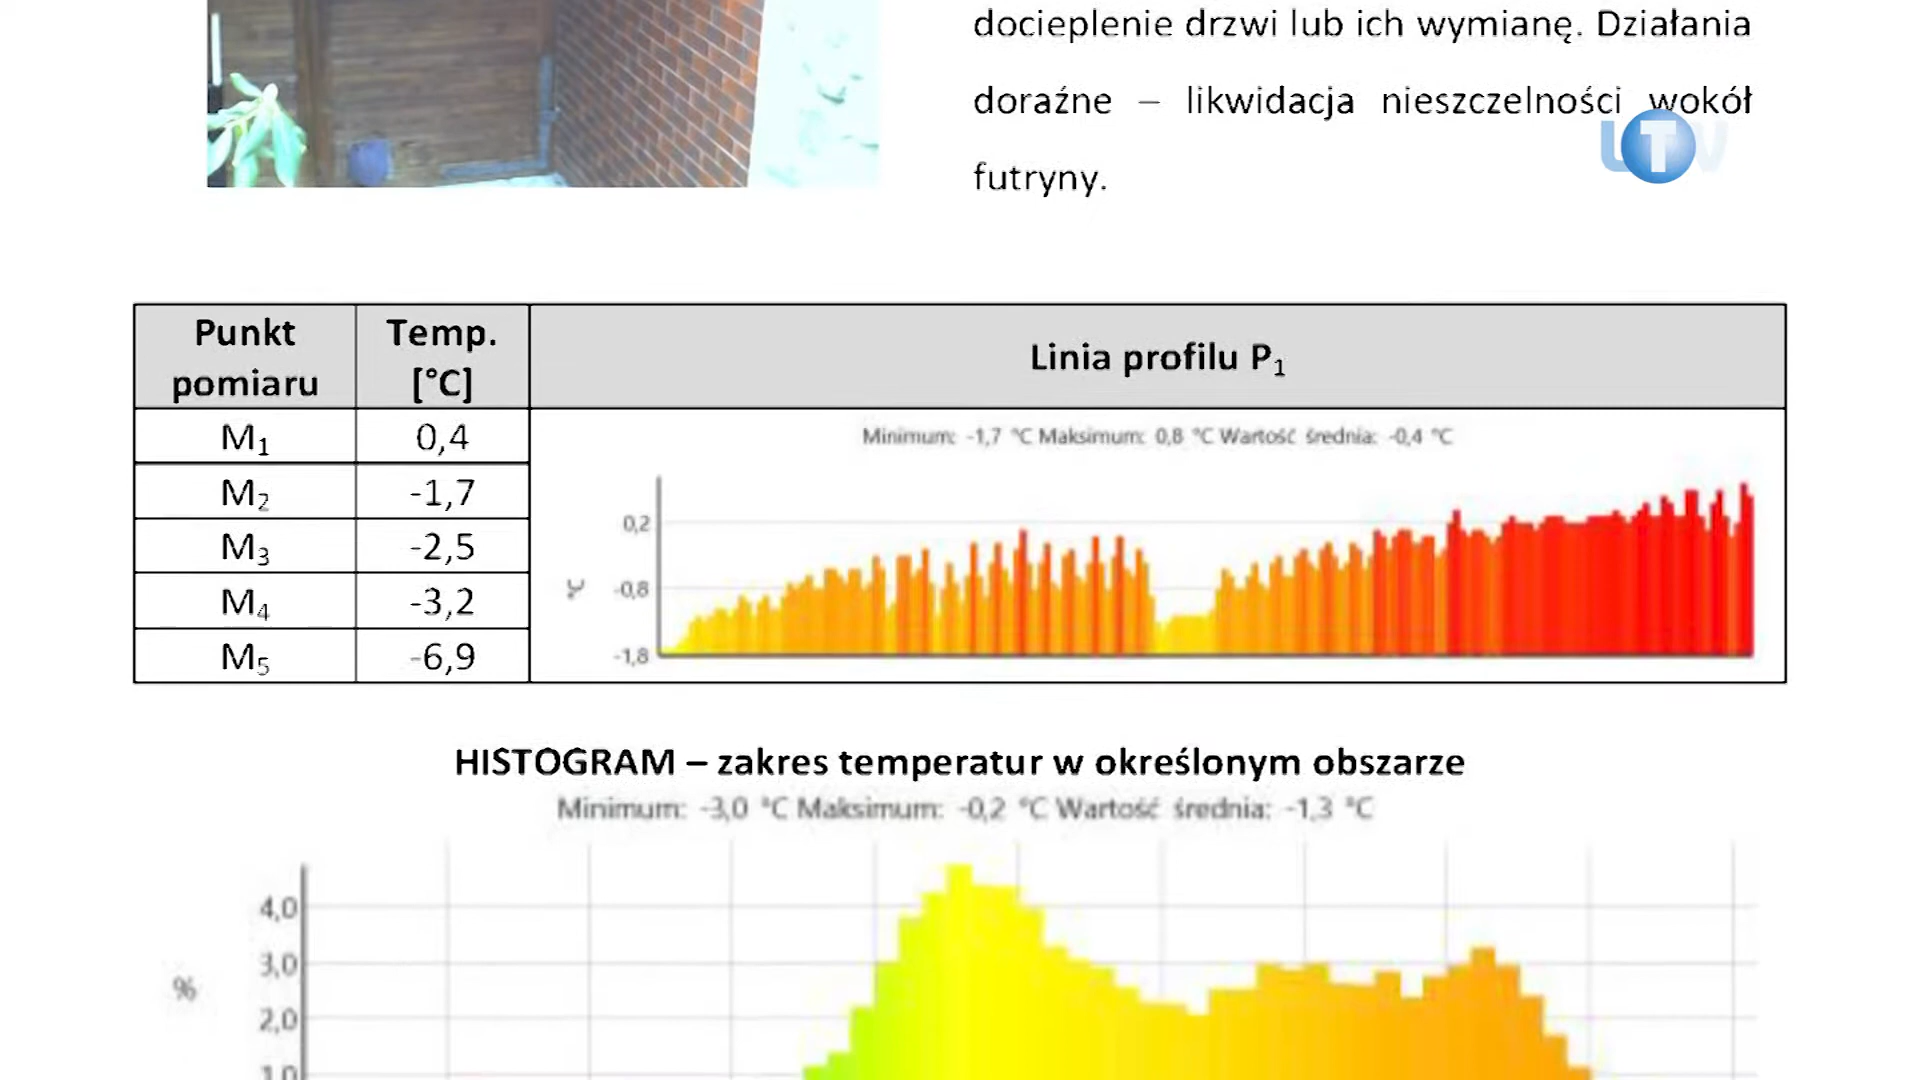 docieplenie drzwi lub ich wymianę. Działania
doraźne – likwidacja nieszczelności wokół
futryny.
LTV
Punkt pomiaru
Temp. [°C]
Linia profilu P₁
M₁ 0,4
M₂ -1,7
M₃ -2,5
M₄ -3,2
M₅ -6,9
Minimum: -1,7 °C Maksimum: 0,8 °C Wartość średnia: -0,4 °C
0,2
°C
-0,8
-1,8
HISTOGRAM – zakres temperatur w określonym obszarze
Minimum: -3,0 °C Maksimum: -0,2 °C Wartość średnia: -1,3 °C
4,0
3,0
%
2,0
1,0